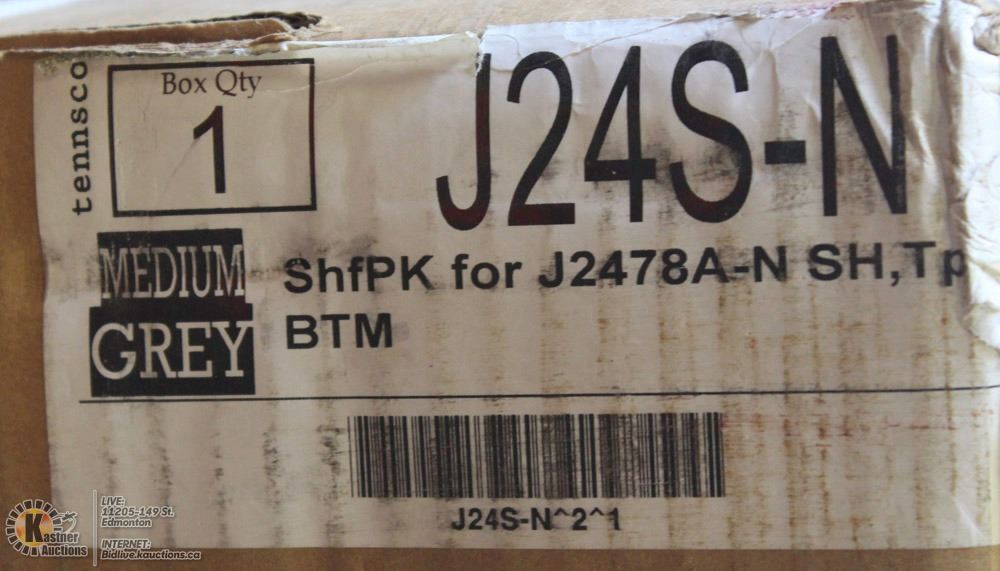 tennsco
Box Qty
1
J24S-N
MEDIUM
GREY
ShfPK for J2478A-N SH,Tp
BTM
J24S-N^2^1
Kastner
Auctions
LIVE:
11205-149 St.
Edmonton
INTERNET:
Bidlive.kauctions.ca